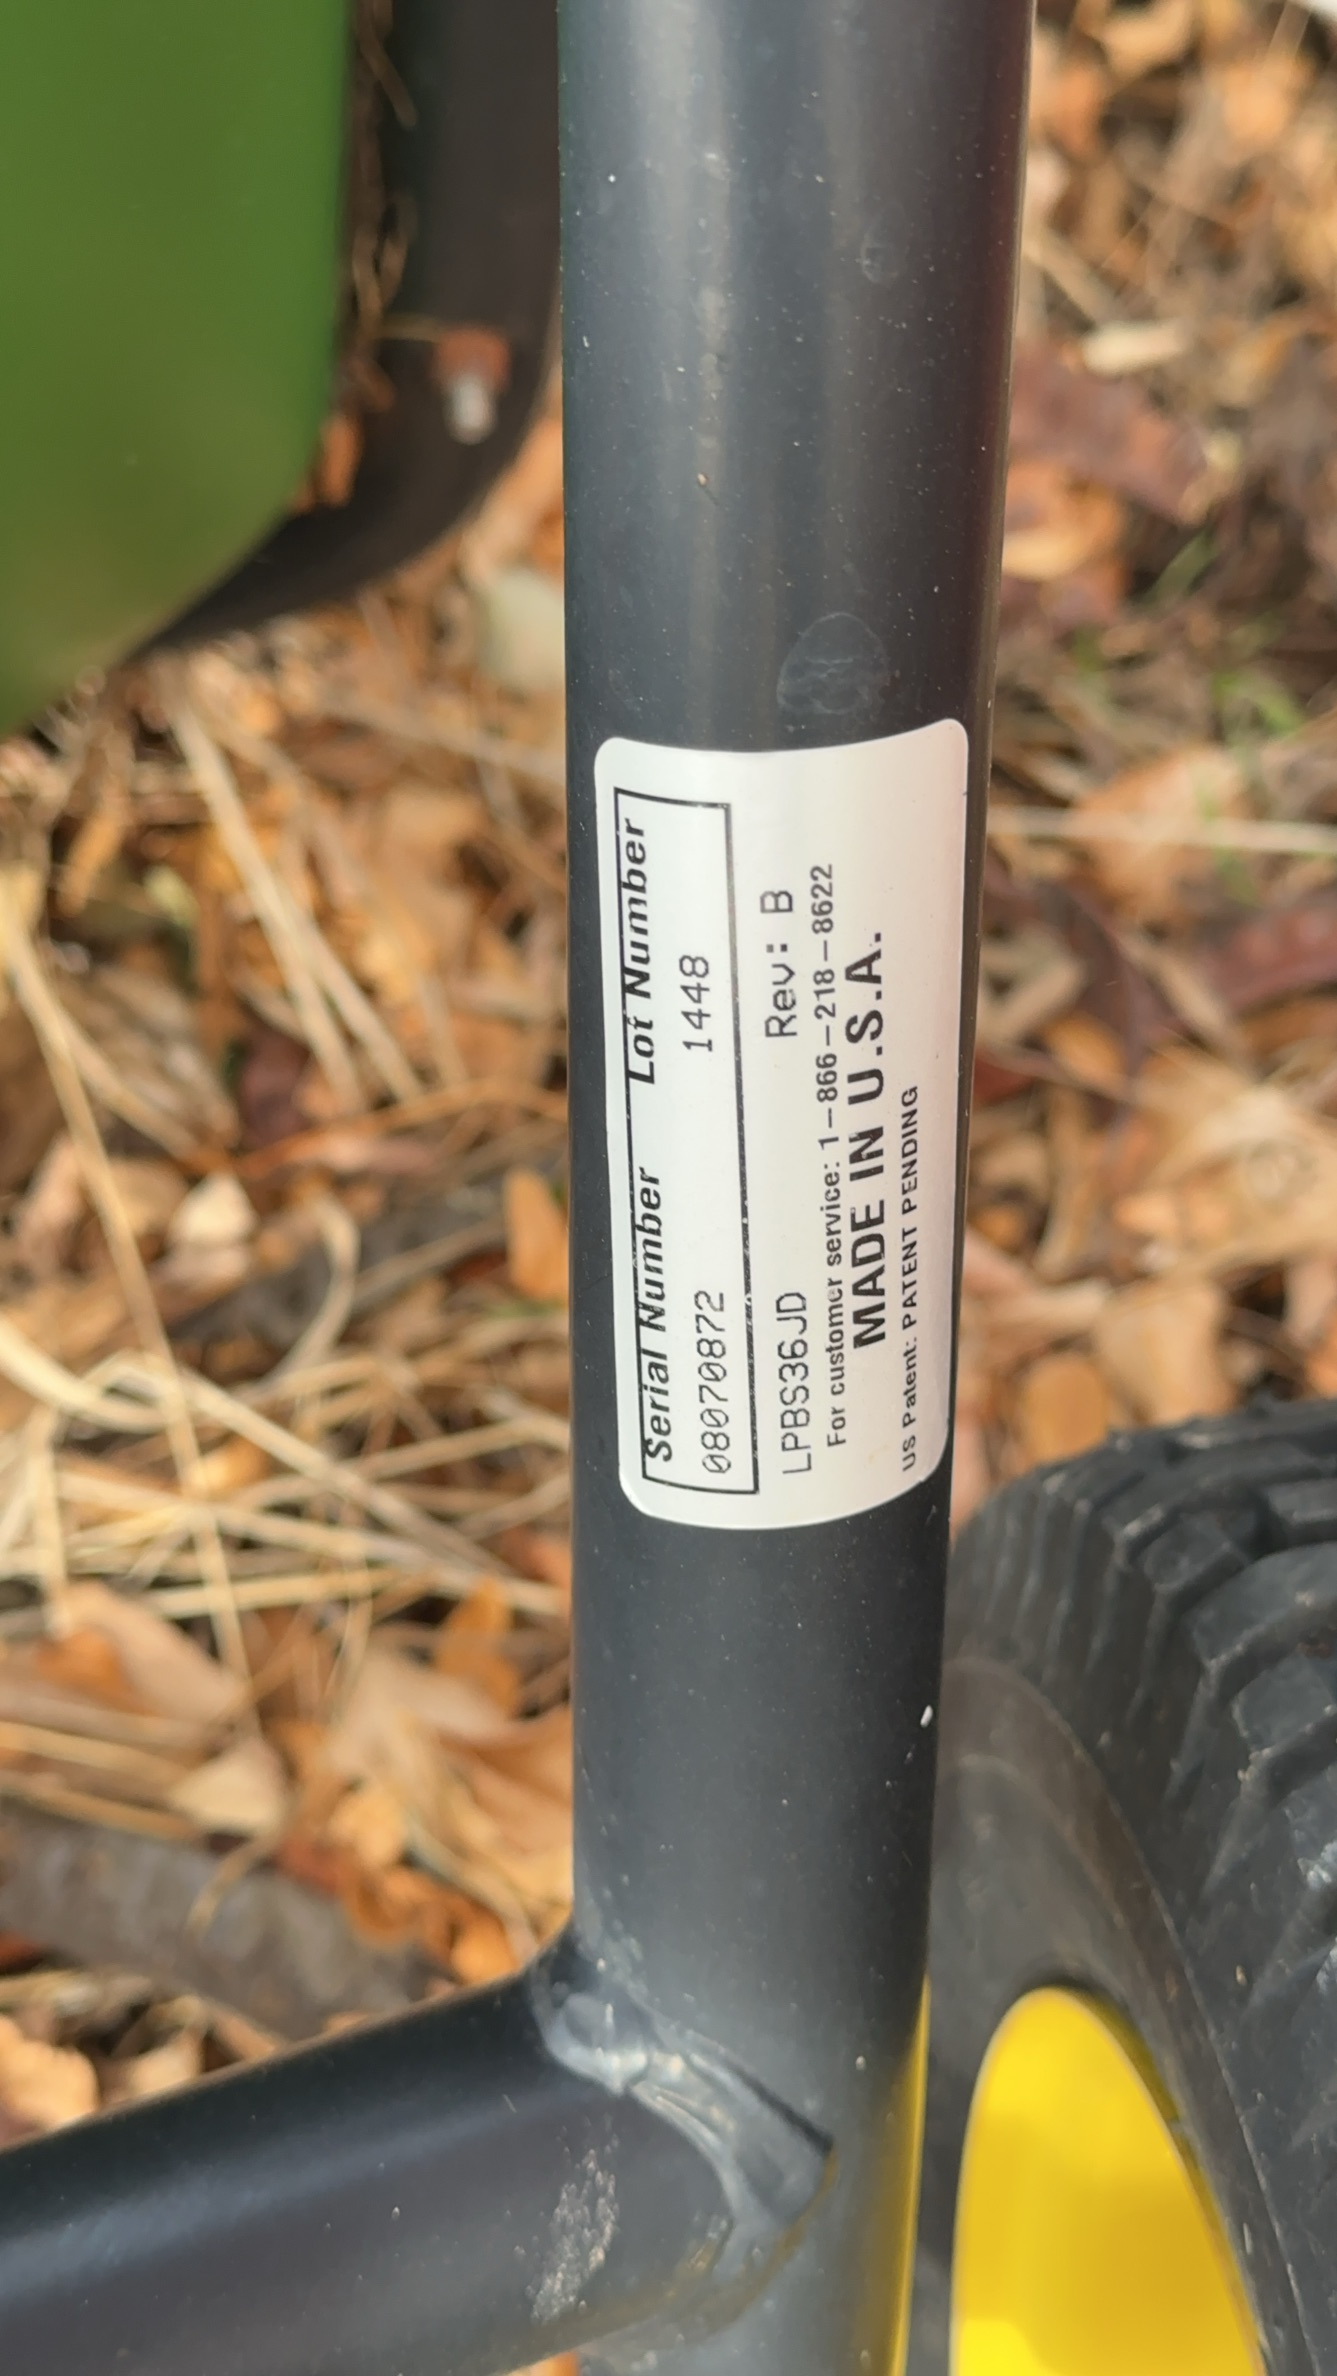 Serial Number Lot Number
08070872 1448
LPBS36JD Rev: B
For customer service: 1-866-218-8622
MADE IN U.S.A.
US Patent: PATENT PENDING